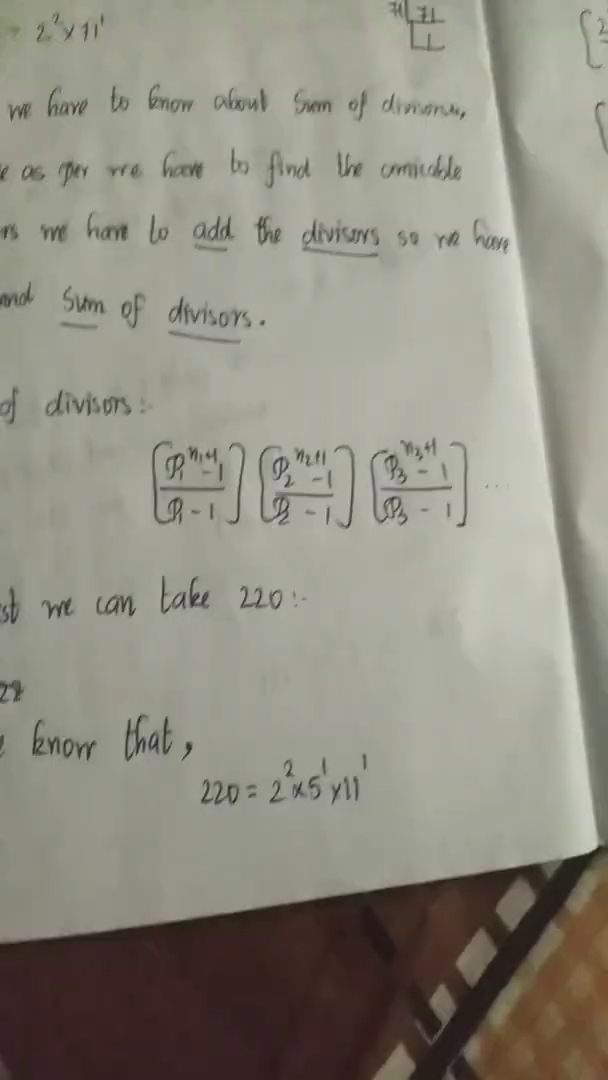 = 2² × 71¹
71 | 71
1
we have to know about sum of divisors,
as per we have to find the amicable
we have to add the divisors so we have
sum of divisors.
of divisors:-
[P₁^(n₁+1) - 1 / P₁ - 1] [P₂^(n₂+1) - 1 / P₂ - 1] [P₃^(n₃+1) - 1 / P₃ - 1] ...
we can take 220:-
know that,
220 = 2² × 5¹ × 11¹